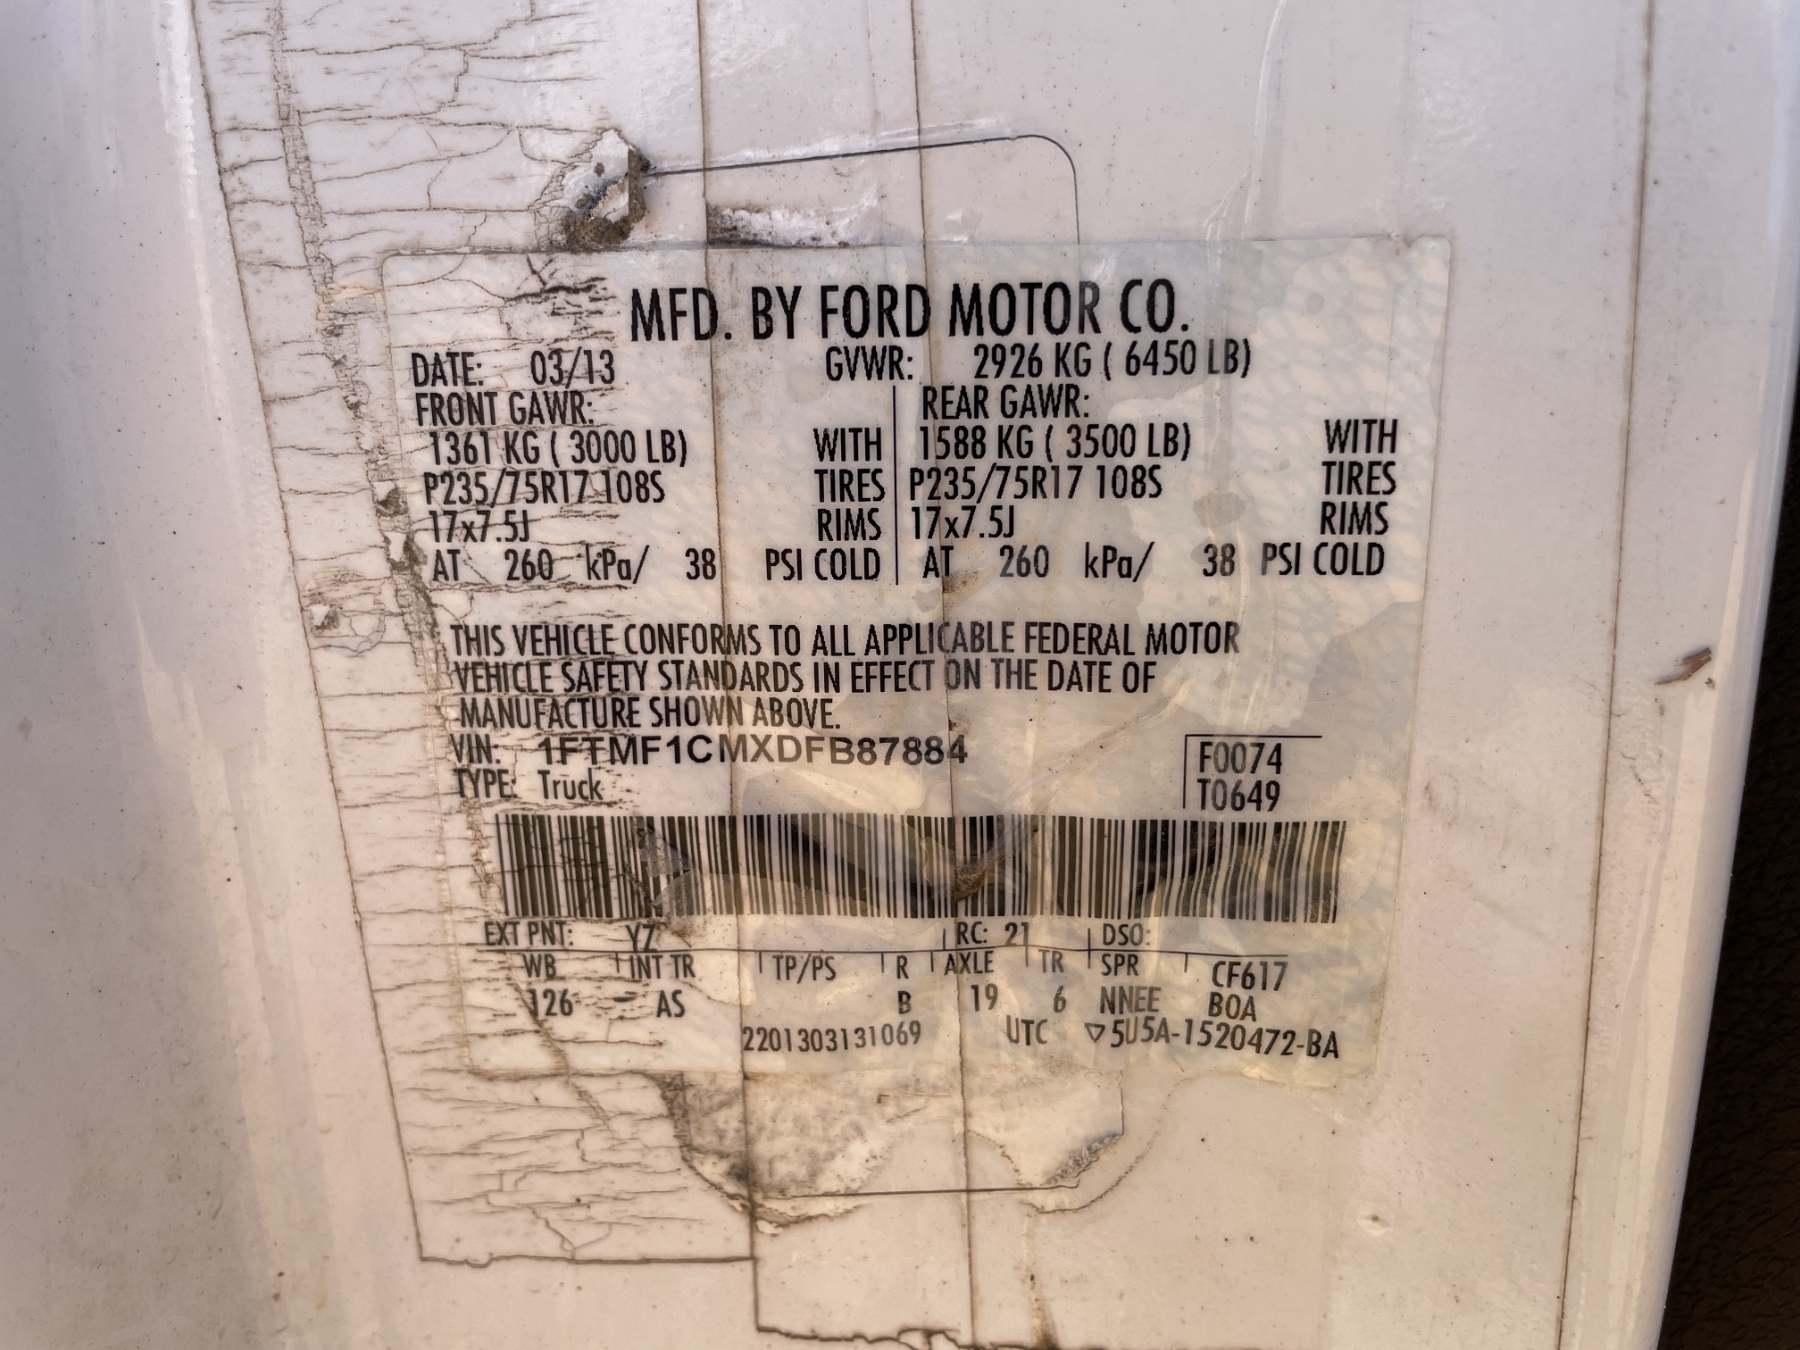 MFD. BY FORD MOTOR CO.
DATE: 03/13 GVWR: 2926 KG ( 6450 LB)
FRONT GAWR: REAR GAWR:
1361 KG ( 3000 LB) WITH 1588 KG ( 3500 LB) WITH
P235/75R17 108S TIRES P235/75R17 108S TIRES
17x7.5J RIMS 17x7.5J RIMS
AT 260 kPa/ 38 PSI COLD AT 260 kPa/ 38 PSI COLD
THIS VEHICLE CONFORMS TO ALL APPLICABLE FEDERAL MOTOR
VEHICLE SAFETY STANDARDS IN EFFECT ON THE DATE OF
MANUFACTURE SHOWN ABOVE.
VIN: 1FTMF1CMXDFB87884 F0074
TYPE: Truck T0649
EXT PNT: YZ RC: 21 DSO:
WB INT TR TP/PS R AXLE TR SPR CF617
126 AS B 19 6 NNEE BOA
2201303131069 UTC ▽5U5A-1520472-BA